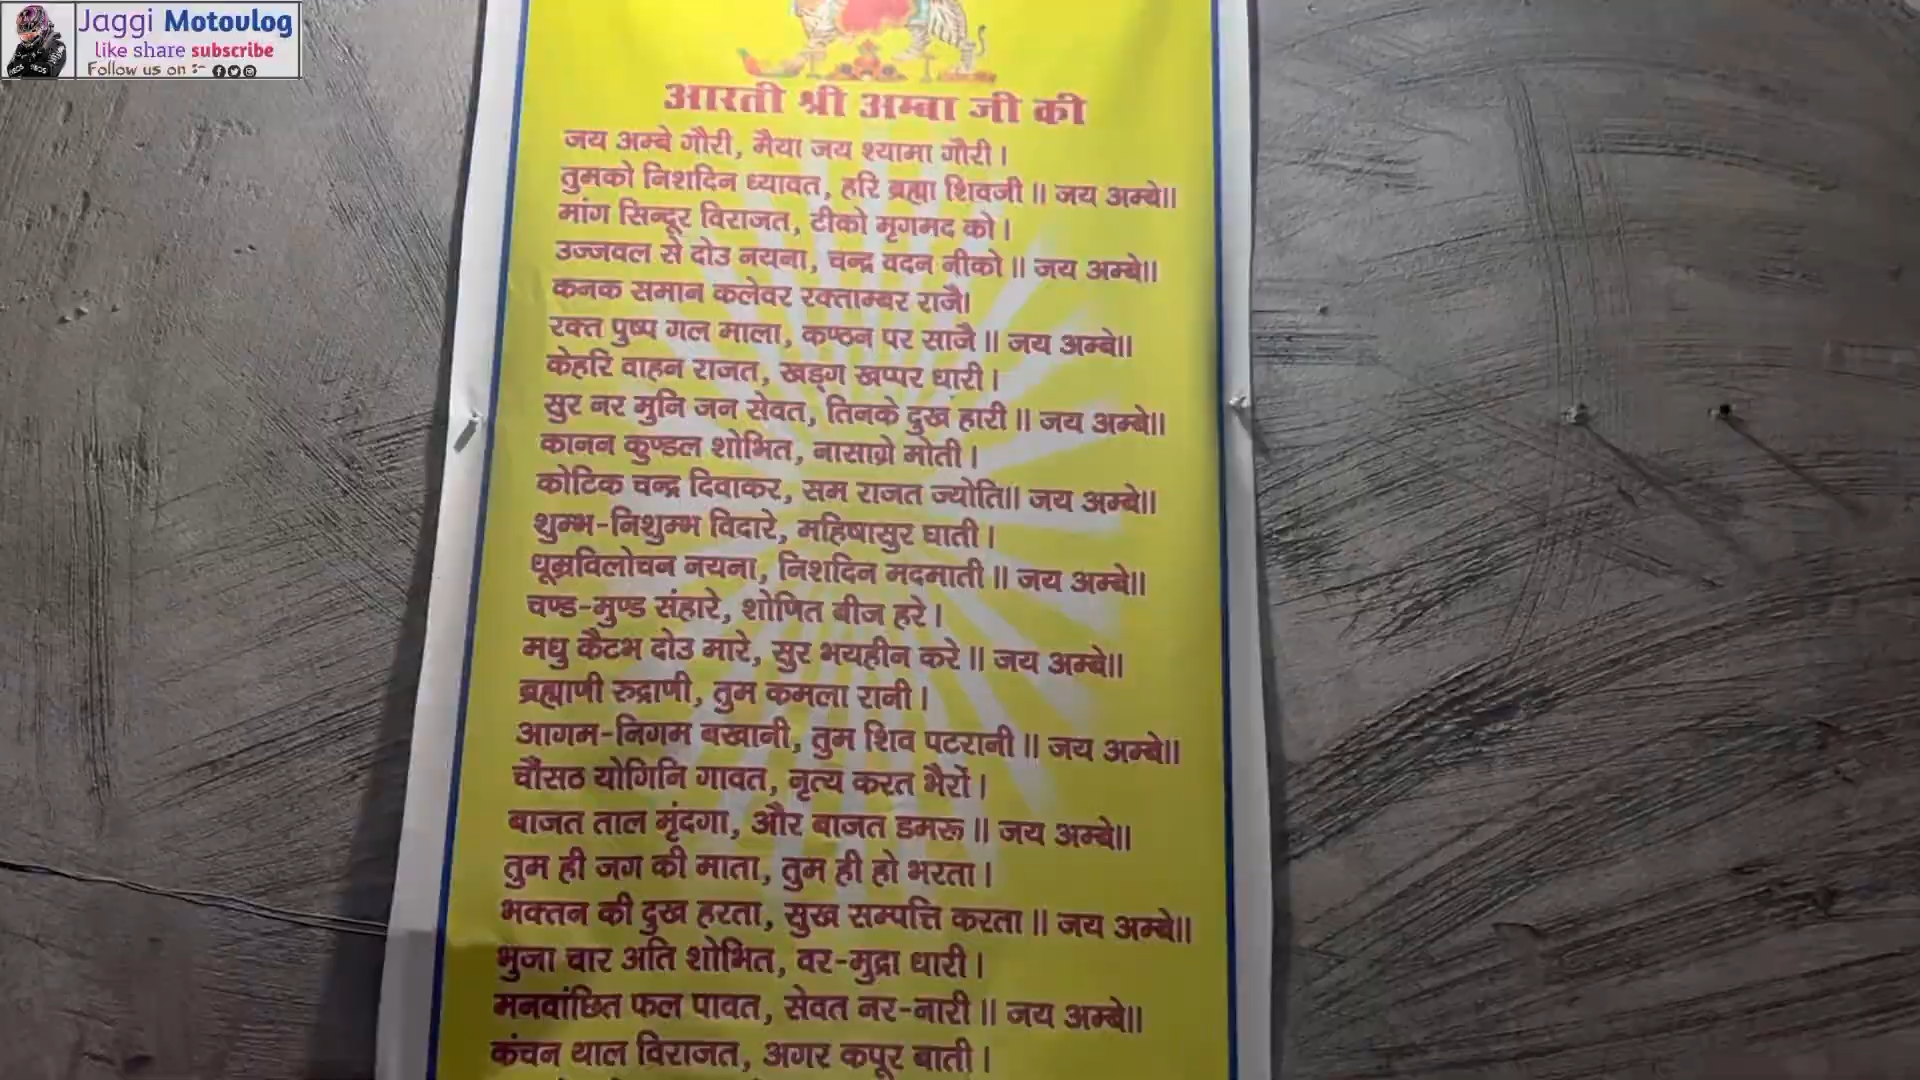 Jaggi Motovlog
like share subscribe
Follow us on :-
आरती श्री अम्बा जी की
जय अम्बे गौरी, मैया जय श्यामा गौरी।
तुमको निशदिन ध्यावत, हरि ब्रह्मा शिवजी॥ जय अम्बे॥
मांग सिन्दूर विराजत, टीको मृगमद को।
उज्जवल से दोउ नयना, चन्द्र वदन नीको॥ जय अम्बे॥
कनक समान कलेवर रक्ताम्बर राजै।
रक्त पुष्प गल माला, कण्ठन पर साजै॥ जय अम्बे॥
केहरि वाहन राजत, खड्ग खप्पर धारी।
सुर नर मुनि जन सेवत, तिनके दुख हारी॥ जय अम्बे॥
कानन कुण्डल शोभित, नासाग्रे मोती।
कोटिक चन्द्र दिवाकर, सम राजत ज्योति॥ जय अम्बे॥
शुम्भ-निशुम्भ विदारे, महिषासुर घाती।
धूम्रविलोचन नयना, निशदिन मदमाती॥ जय अम्बे॥
चण्ड-मुण्ड संहारे, शोणित बीज हरे।
मधु कैटभ दोउ मारे, सुर भयहीन करे॥ जय अम्बे॥
ब्रह्माणी रुद्राणी, तुम कमला रानी।
आगम-निगम बखानी, तुम शिव पटरानी॥ जय अम्बे॥
चौंसठ योगिनि गावत, नृत्य करत भैरों।
बाजत ताल मृंदगा, और बाजत डमरू॥ जय अम्बे॥
तुम ही जग की माता, तुम ही हो भरता।
भक्तन की दुख हरता, सुख सम्पत्ति करता॥ जय अम्बे॥
भुजा चार अति शोभित, वर-मुद्रा धारी।
मनवांछित फल पावत, सेवत नर-नारी॥ जय अम्बे॥
कंचन थाल विराजत, अगर कपूर बाती।